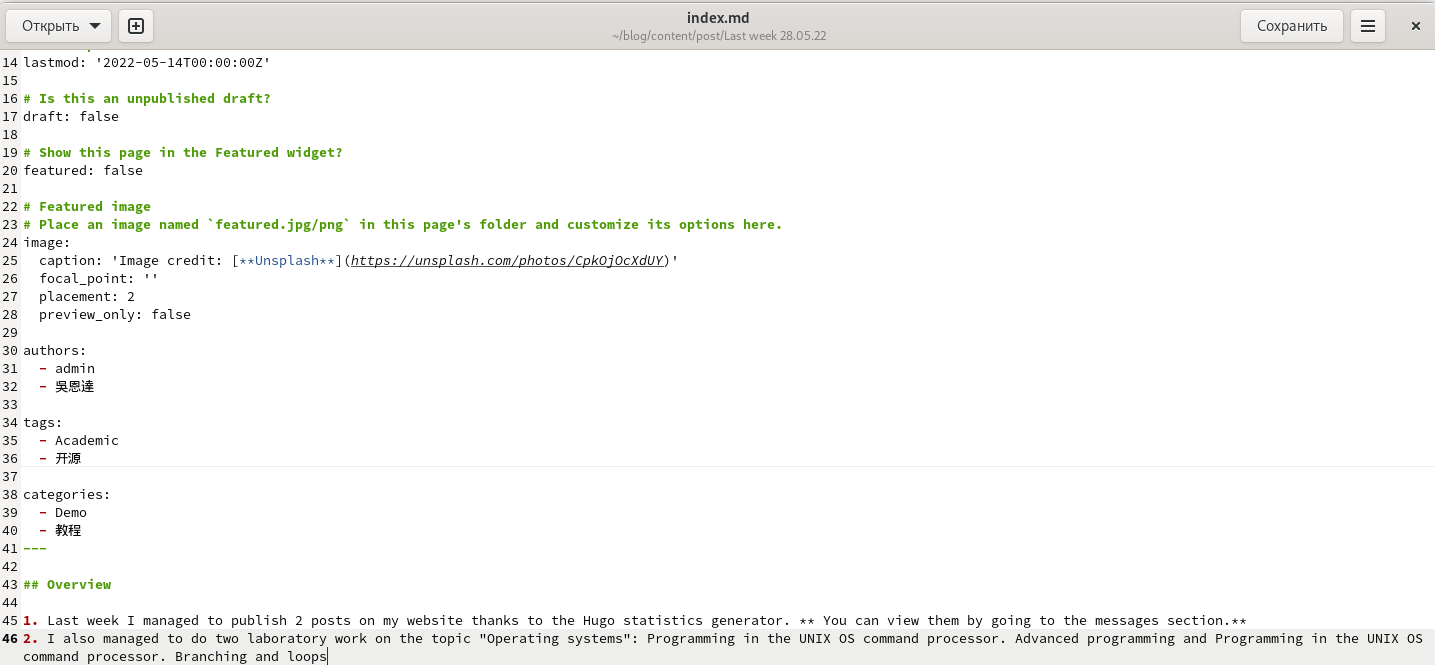 Открыть
index.md
~/blog/content/post/Last week 28.05.22
Сохранить
14 lastmod: '2022-05-14T00:00:00Z'
15
16 # Is this an unpublished draft?
17 draft: false
18
19 # Show this page in the Featured widget?
20 featured: false
21
22 # Featured image
23 # Place an image named `featured.jpg/png` in this page's folder and customize its options here.
24 image:
25   caption: 'Image credit: [**Unsplash**](https://unsplash.com/photos/CpkOjOcXdUY)'
26   focal_point: ''
27   placement: 2
28   preview_only: false
29
30 authors:
31   - admin
32   - 吳恩達
33
34 tags:
35   - Academic
36   - 开源
37
38 categories:
39   - Demo
40   - 教程
41 ---
42
43 ## Overview
44
45 1. Last week I managed to publish 2 posts on my website thanks to the Hugo statistics generator. ** You can view them by going to the messages section.**
46 2. I also managed to do two laboratory work on the topic "Operating systems": Programming in the UNIX OS command processor. Advanced programming and Programming in the UNIX OS
command processor. Branching and loops